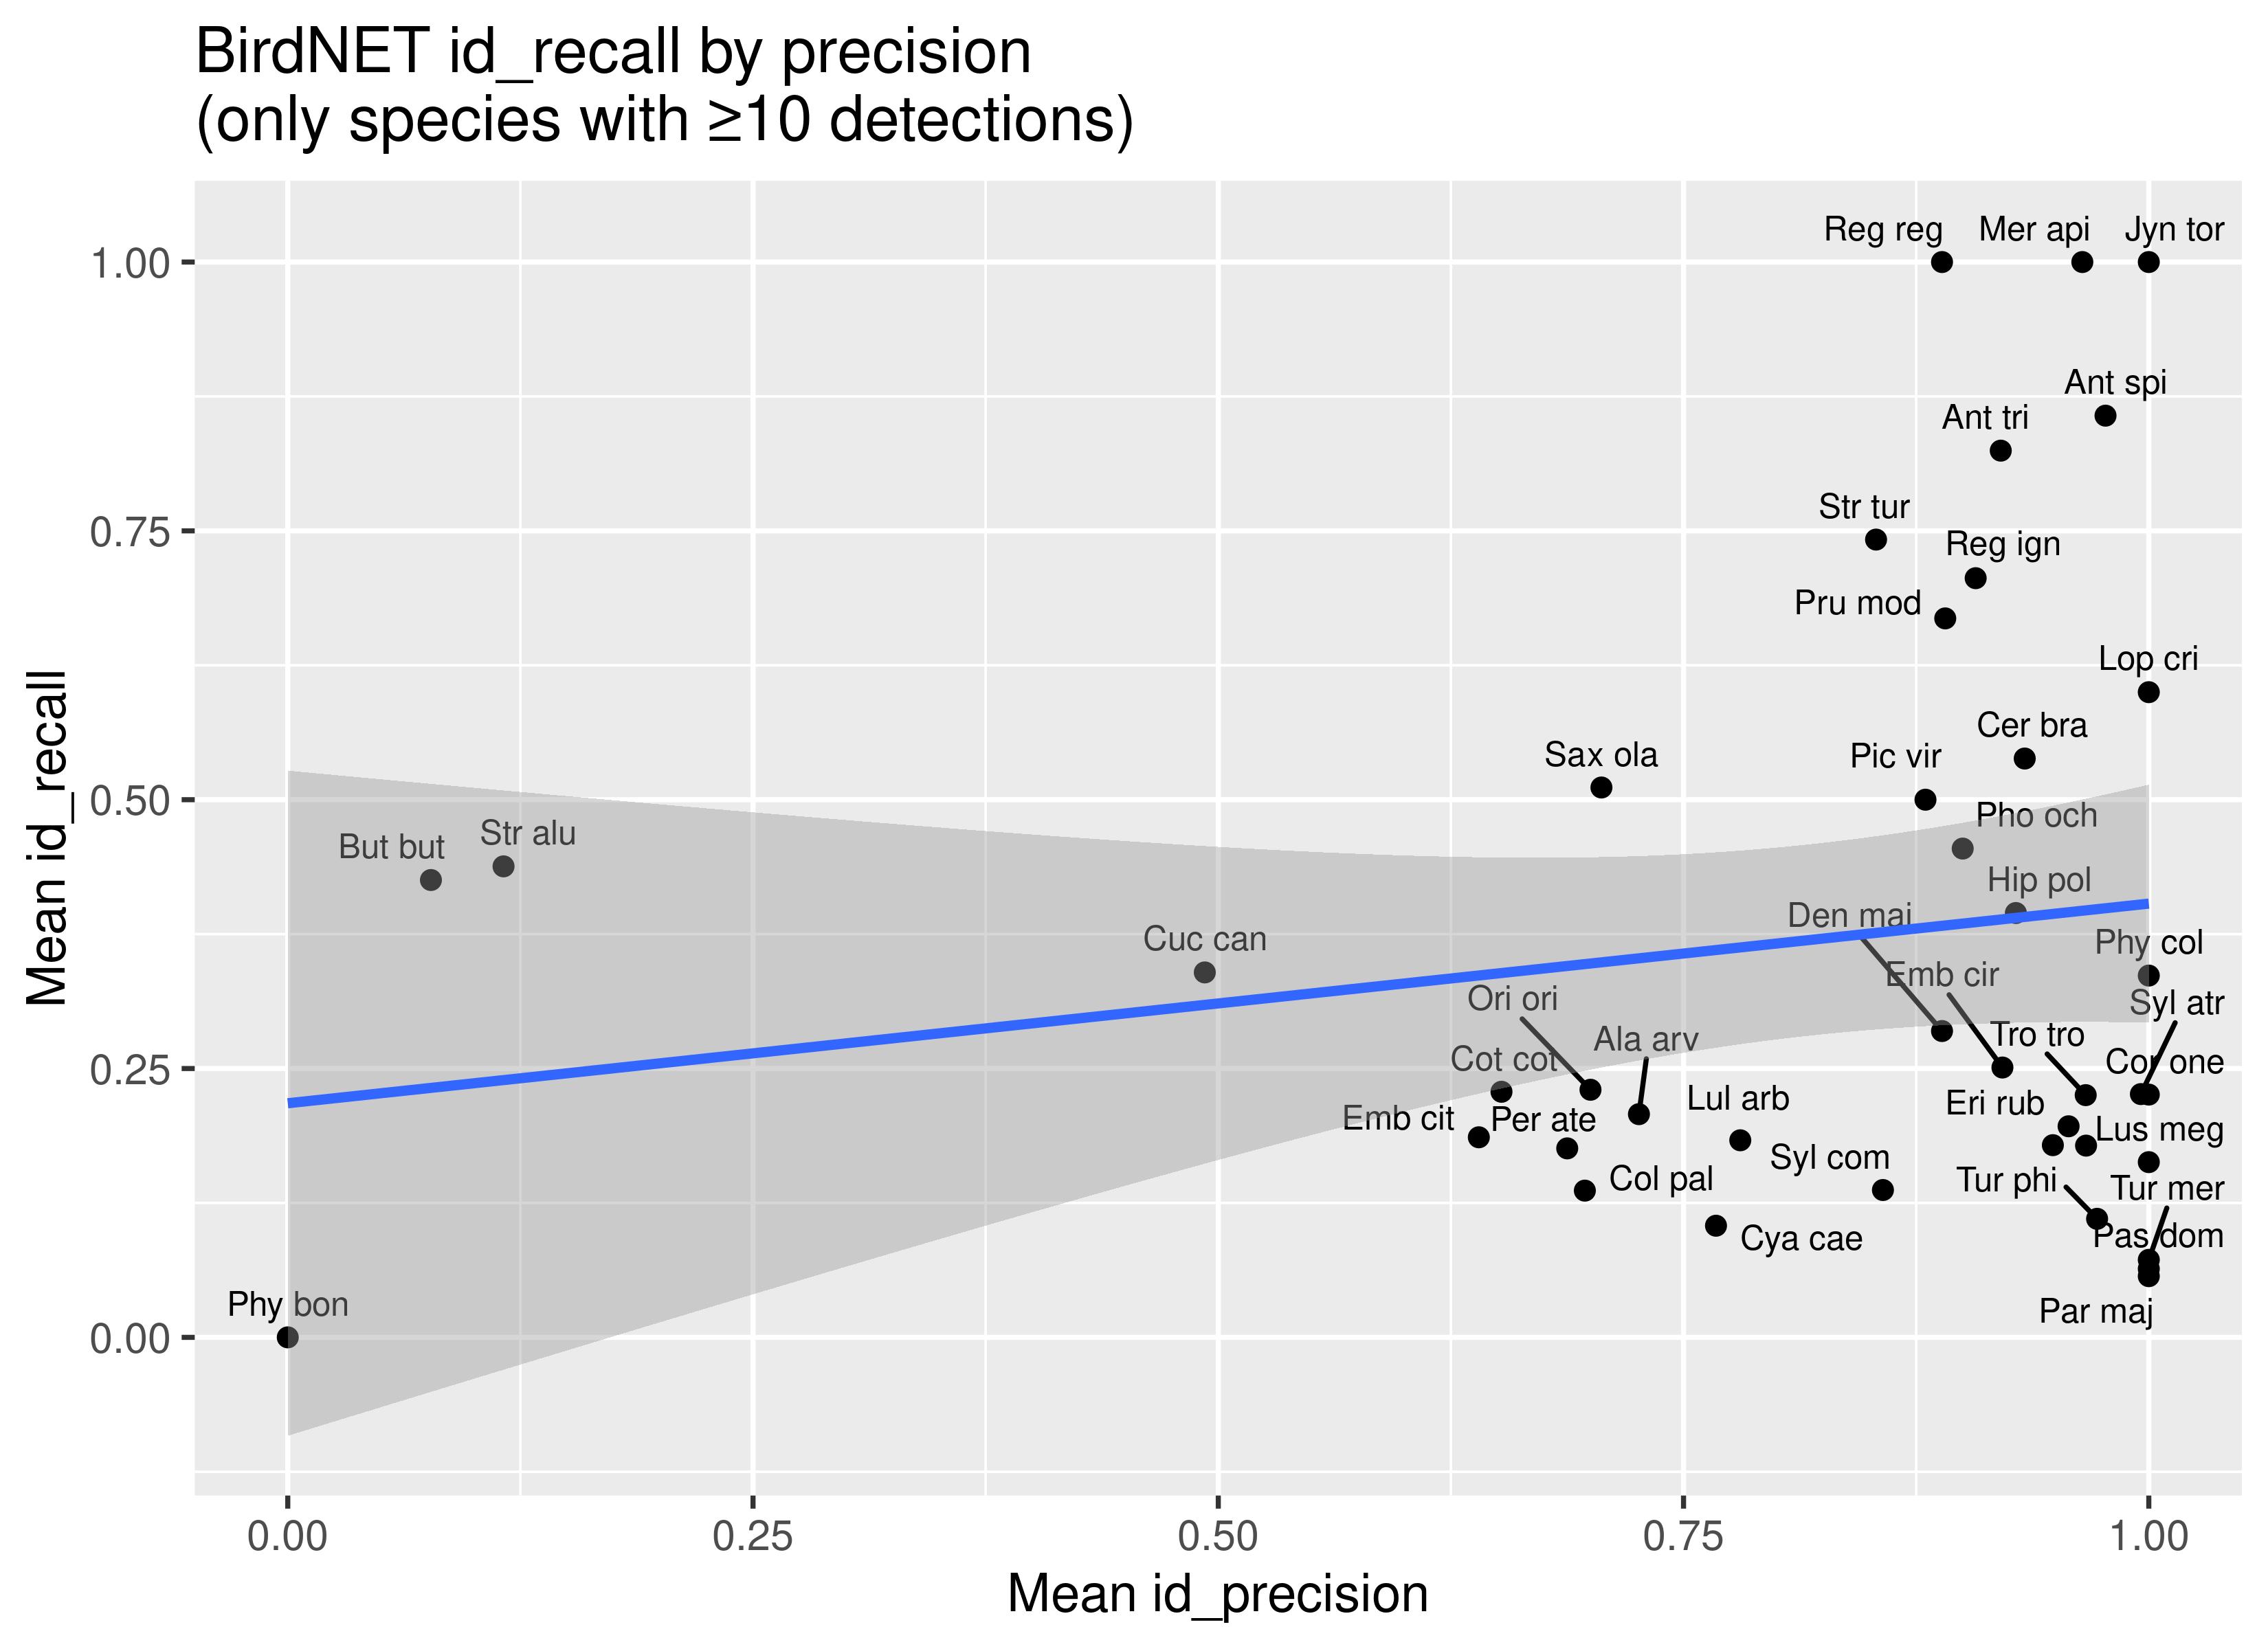 BirdNET id_recall by precision
(only species with ≥10 detections)
Reg reg Mer api Jyn tor
1.00
Ant spi
Ant tri
Str tur
0.75
Reg ign
Pru mod
Lop cri
Cer bra
Sax ola Pic vir
0.50
Pho och
Str alu
But but
Hip pol
Den maj
Cuc can
Phy col
Emb cir
Ori ori
Syl atr
Ala arv Tro tro
Cot cot Cor one
0.25
Lul arb Eri rub
Emb cit Per ate
Lus meg
Syl com
Col pal Tur phi
Tur mer
Pas dom
Cya cae
Phy bon
Par maj
0.00
Mean id_recall
0.00 0.25 0.50 0.75 1.00
Mean id_precision